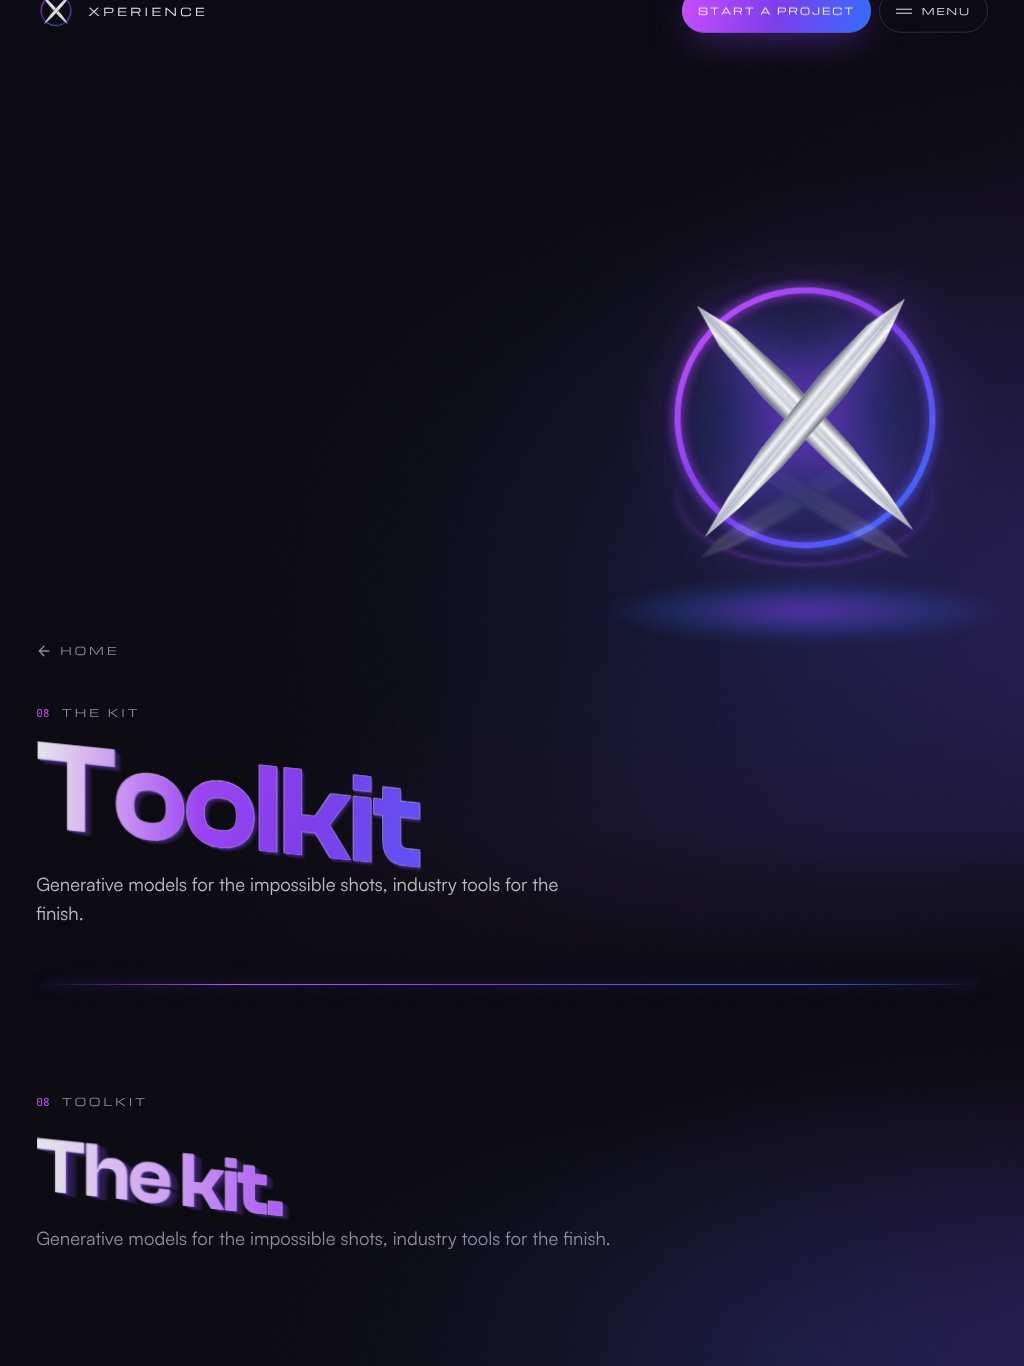 XPERIENCE
START A PROJECT
MENU
HOME
08 THE KIT
Toolkit
Generative models for the impossible shots, industry tools for the
finish.
08 TOOLKIT
The kit.
Generative models for the impossible shots, industry tools for the finish.